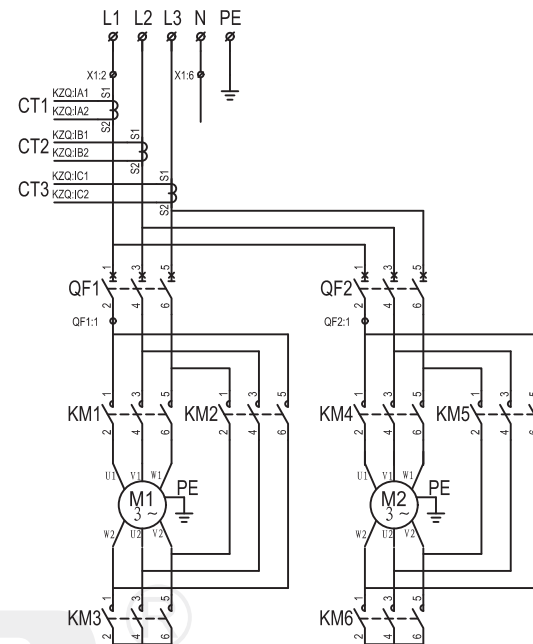 L1 L2 L3 N PE
X1:2 X1:6
CT1 KZQ:IA1 S1
KZQ:IA2 S2
CT2 KZQ:IB1 S1
KZQ:IB2 S2
CT3 KZQ:IC1 S1
KZQ:IC2 S2
1 3 5 1 3 5
QF1 QF2
2 4 6 2 4 6
QF1:1 QF2:1
1 3 5 1 3 5 1 3 5 1 3 5
KM1 KM2 KM4 KM5
2 4 6 2 4 6 2 4 6 2 4 6
U1 V1 W1 U1 V1 W1
M1 PE M2 PE
3 ~ 3 ~
W2 U2 V2 W2 U2 V2
1 3 5 1 3 5
KM3 KM6
2 4 6 2 4 6
®